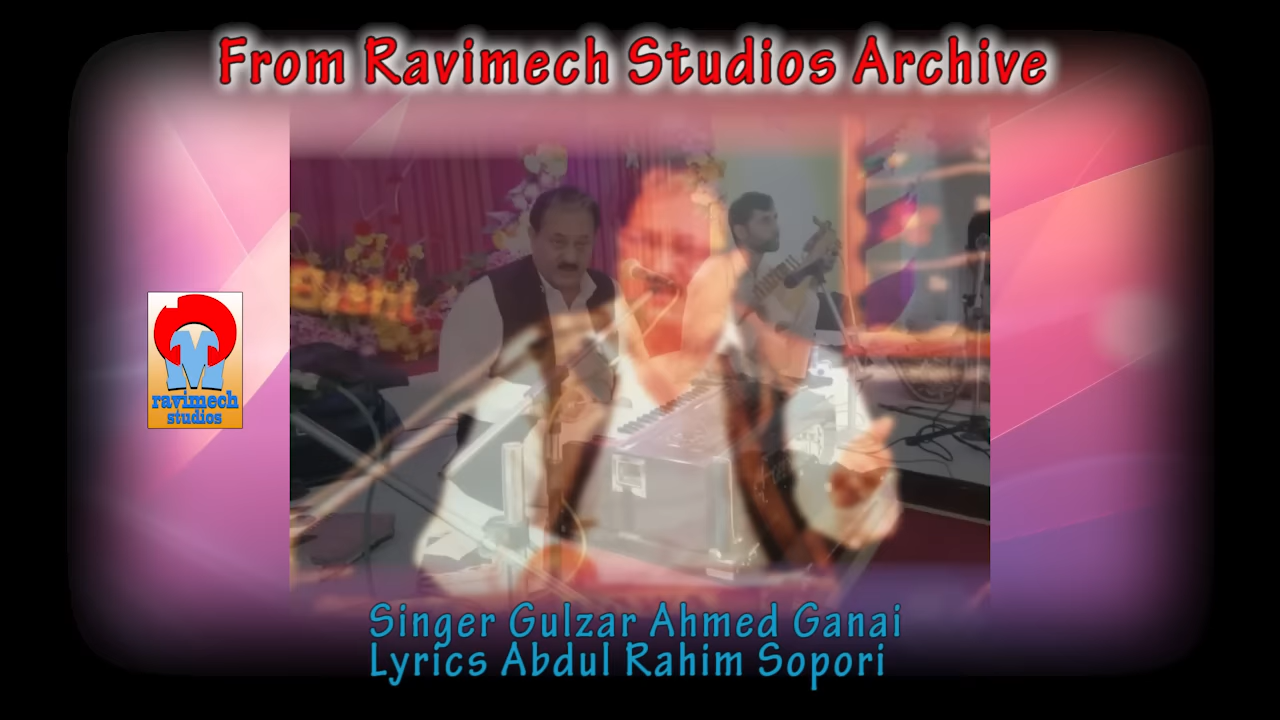 From Ravimech Studios Archive
ravimech
studios
Singer Gulzar Ahmed Ganai
Lyrics Abdul Rahim Sopori